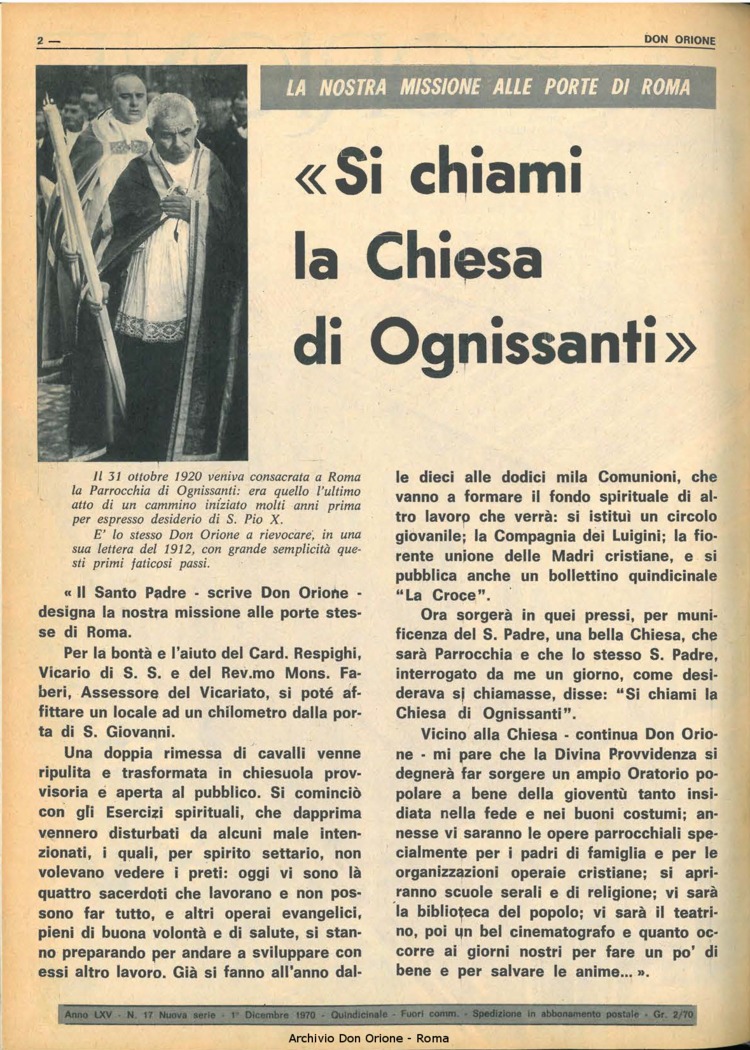 2 —
DON ORIONE
LA NOSTRA MISSIONE ALLE PORTE DI ROMA
«Si chiami
la Chiesa
di Ognissanti»
Il 31 ottobre 1920 veniva consacrata a Roma
la Parrocchia di Ognissanti: era quello l'ultimo
atto di un cammino iniziato molti anni prima
per espresso desiderio di S. Pio X.
E' lo stesso Don Orione a rievocare, in una
sua lettera del 1912, con grande semplicità que-
sti primi faticosi passi.
« Il Santo Padre - scrive Don Orione -
designa la nostra missione alle porte stes-
se di Roma.
Per la bontà e l'aiuto del Card. Respighi,
Vicario di S. S. e del Rev.mo Mons. Fa-
beri, Assessore del Vicariato, si poté af-
fittare un locale ad un chilometro dalla por-
ta di S. Giovanni.
Una doppia rimessa di cavalli venne
ripulita e trasformata in chiesuola prov-
visoria e aperta al pubblico. Si cominciò
con gli Esercizi spirituali, che dapprima
vennero disturbati da alcuni male inten-
zionati, i quali, per spirito settario, non
volevano vedere i preti: oggi vi sono là
quattro sacerdoti che lavorano e non pos-
sono far tutto, e altri operai evangelici,
pieni di buona volontà e di salute, si stan-
no preparando per andare a sviluppare con
essi altro lavoro. Già si fanno all'anno dal-
le dieci alle dodici mila Comunioni, che
vanno a formare il fondo spirituale di al-
tro lavoro che verrà: si istituì un circolo
giovanile; la Compagnia dei Luigini; la fio-
rente unione delle Madri cristiane, e si
pubblica anche un bollettino quindicinale
"La Croce".
Ora sorgerà in quei pressi, per muni-
ficenza del S. Padre, una bella Chiesa, che
sarà Parrocchia e che lo stesso S. Padre,
interrogato da me un giorno, come desi-
derava si chiamasse, disse: "Si chiami la
Chiesa di Ognissanti".
Vicino alla Chiesa - continua Don Orio-
ne - mi pare che la Divina Provvidenza si
degnerà far sorgere un ampio Oratorio po-
polare a bene della gioventù tanto insi-
diata nella fede e nei buoni costumi; an-
nesse vi saranno le opere parrocchiali spe-
cialmente per i padri di famiglia e per le
organizzazioni operaie cristiane; si apri-
ranno scuole serali e di religione; vi sarà
la biblioteca del popolo; vi sarà il teatri-
no, poi un bel cinematografo e quanto oc-
corre ai giorni nostri per fare un po' di
bene e per salvare le anime... ».
Anno LXV - N. 17 Nuova serie - 1° Dicembre 1970 - Quindicinale - Fuori comm. - Spedizione in abbonamento postale - Gr. 2/70
Archivio Don Orione - Roma